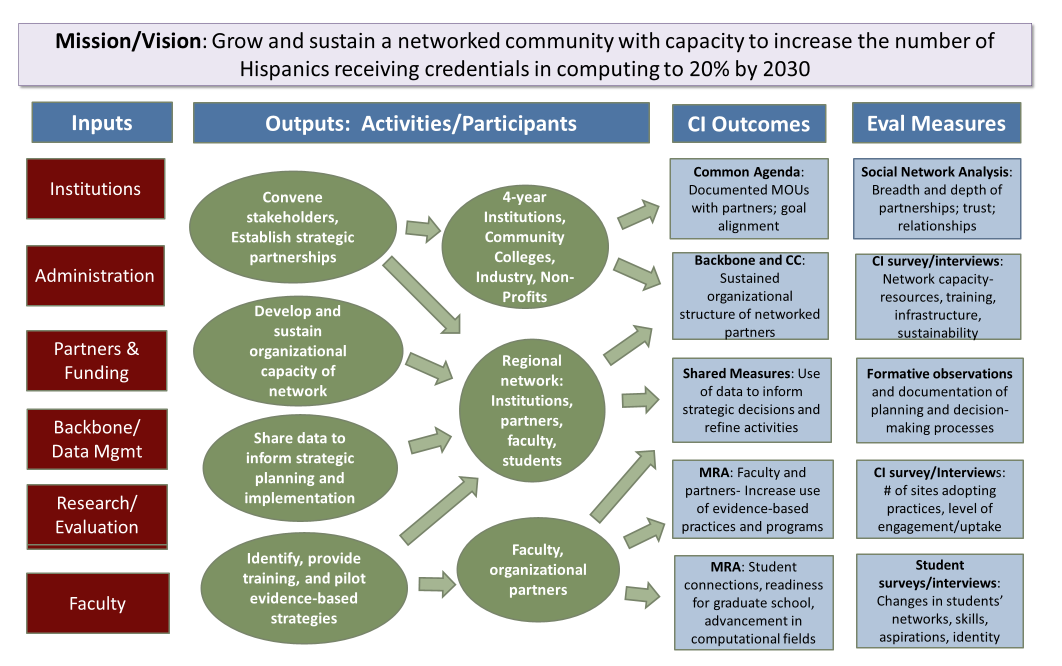 Mission/Vision: Grow and sustain a networked community with capacity to increase the number of
Hispanics receiving credentials in computing to 20% by 2030
Inputs
Outputs:  Activities/Participants
CI Outcomes
Eval Measures
Institutions
Administration
Partners &
Funding
Backbone/
Data Mgmt
Research/
Evaluation
Faculty
Convene
stakeholders,
Establish strategic
partnerships
Develop and
sustain
organizational
capacity of
network
Share data to
inform strategic
planning and
implementation
Identify, provide
training, and pilot
evidence-based
strategies
4-year
Institutions,
Community
Colleges,
Industry, Non-
Profits
Regional
network:
Institutions,
partners,
faculty,
students
Faculty,
organizational
partners
Common Agenda:
Documented MOUs
with partners; goal
alignment
Backbone and CC:
Sustained
organizational
structure of networked
partners
Shared Measures: Use
of data to inform
strategic decisions and
refine activities
MRA: Faculty and
partners- Increase use
of evidence-based
practices and programs
MRA: Student
connections, readiness
for graduate school,
advancement in
computational fields
Social Network Analysis:
Breadth and depth of
partnerships; trust;
relationships
CI survey/interviews:
Network capacity-
resources, training,
infrastructure,
sustainability
Formative observations
and documentation of
planning and decision-
making processes
CI survey/Interviews:
# of sites adopting
practices, level of
engagement/uptake
Student
surveys/interviews:
Changes in students’
networks, skills,
aspirations, identity